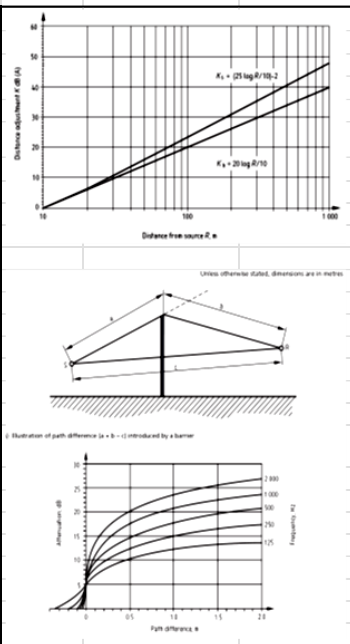 60
50
40
30
20
10
0
Distance adjustment K dB (A)
Kₛ = (25 log R/10)-2
Kₕ = 20 log R/10
10 100 1 000
Distance from source R, m
Unless otherwise stated, dimensions are in metres
a b
S R
c
Illustration of path difference (a + b − c) introduced by a barrier
30
25
20
15
10
5
Attenuation, dB
2 000
1 000
500
250
125
Frequency, Hz
0 0.5 1.0 1.5 2.0
Path difference, m